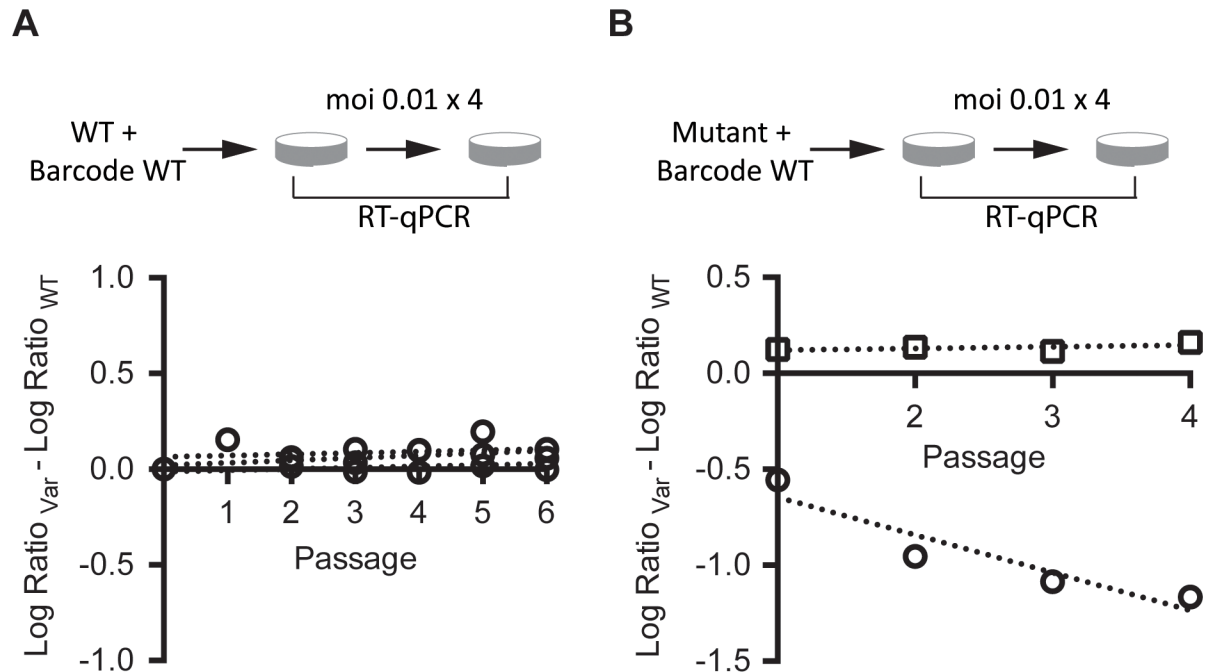 A
moi 0.01 x 4
WT +
Barcode WT
RT-qPCR
Log Ratio Var - Log Ratio WT
1.0
0.5
0.0
-0.5
-1.0
1 2 3 4 5 6
Passage
B
moi 0.01 x 4
Mutant +
Barcode WT
RT-qPCR
Log Ratio Var - Log Ratio WT
0.5
0.0
-0.5
-1.0
-1.5
2 3 4
Passage